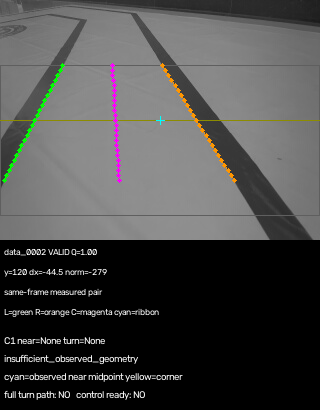 data_0002 VALID Q=1.00
y=120 dx=-44.5 norm=-279
same-frame measured pair
L=green R=orange C=magenta cyan=ribbon
C1 near=None turn=None
insufficient_observed_geometry
cyan=observed near midpoint yellow=corner
full turn path: NO control ready: NO